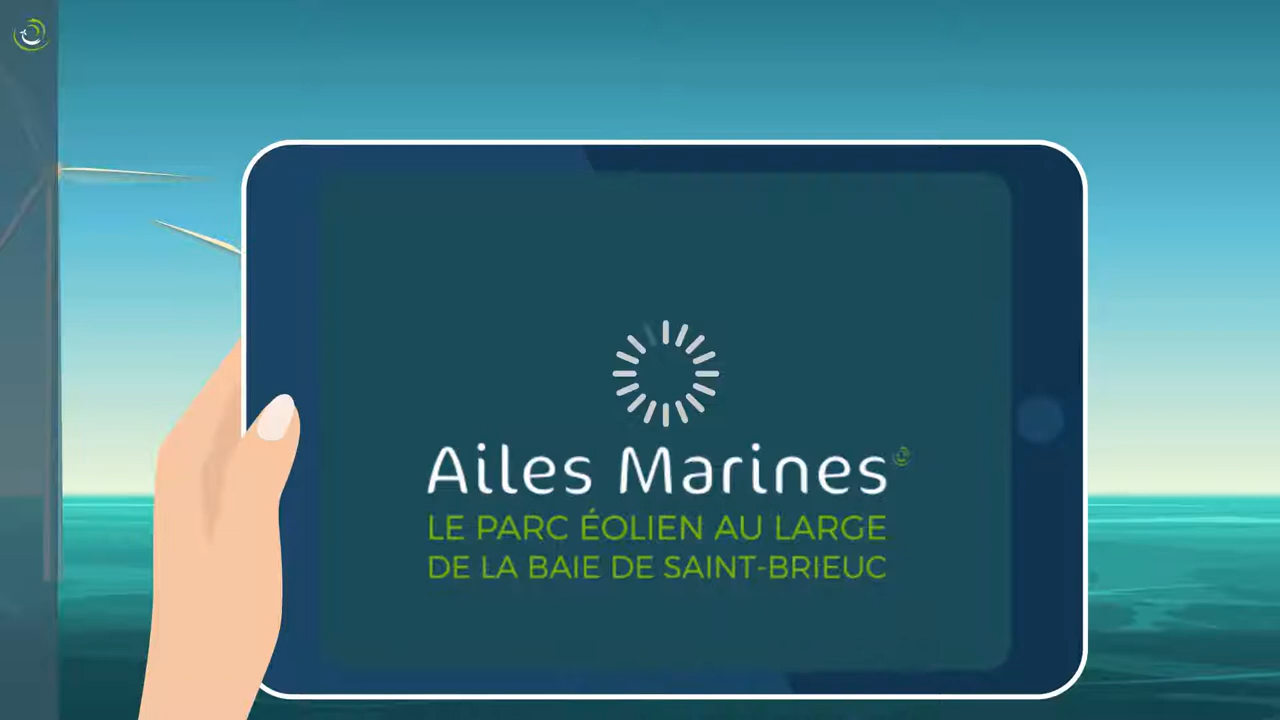 Ailes Marines
LE PARC ÉOLIEN AU LARGE
DE LA BAIE DE SAINT-BRIEUC